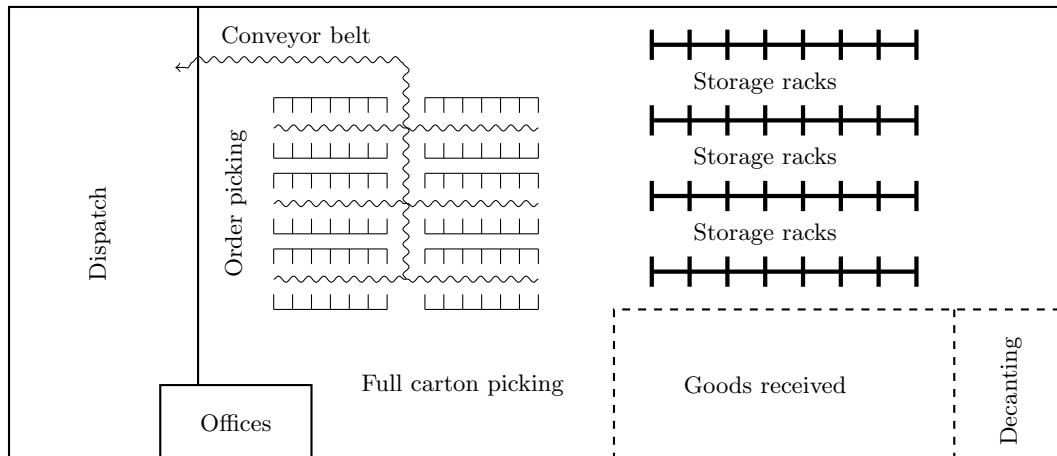 Conveyor belt
Storage racks
Storage racks
Storage racks
Dispatch
Order picking
Full carton picking
Goods received
Decanting
Offices